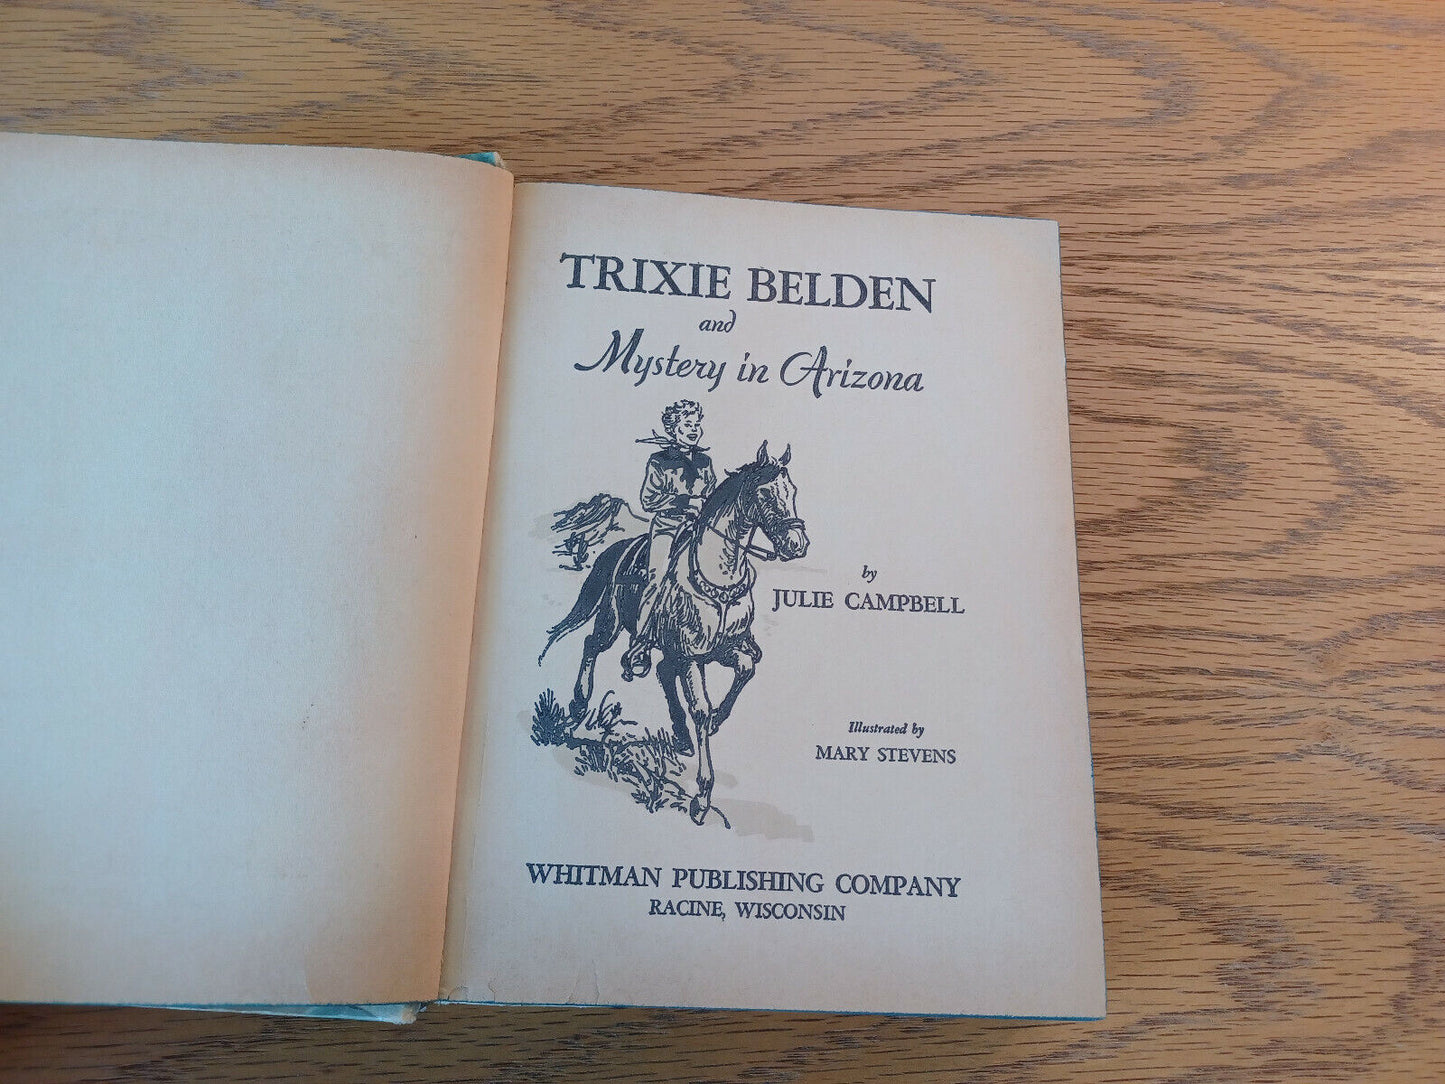 TRIXIE BELDEN
and
Mystery in Arizona
by
JULIE CAMPBELL
Illustrated by
MARY STEVENS
WHITMAN PUBLISHING COMPANY
RACINE, WISCONSIN